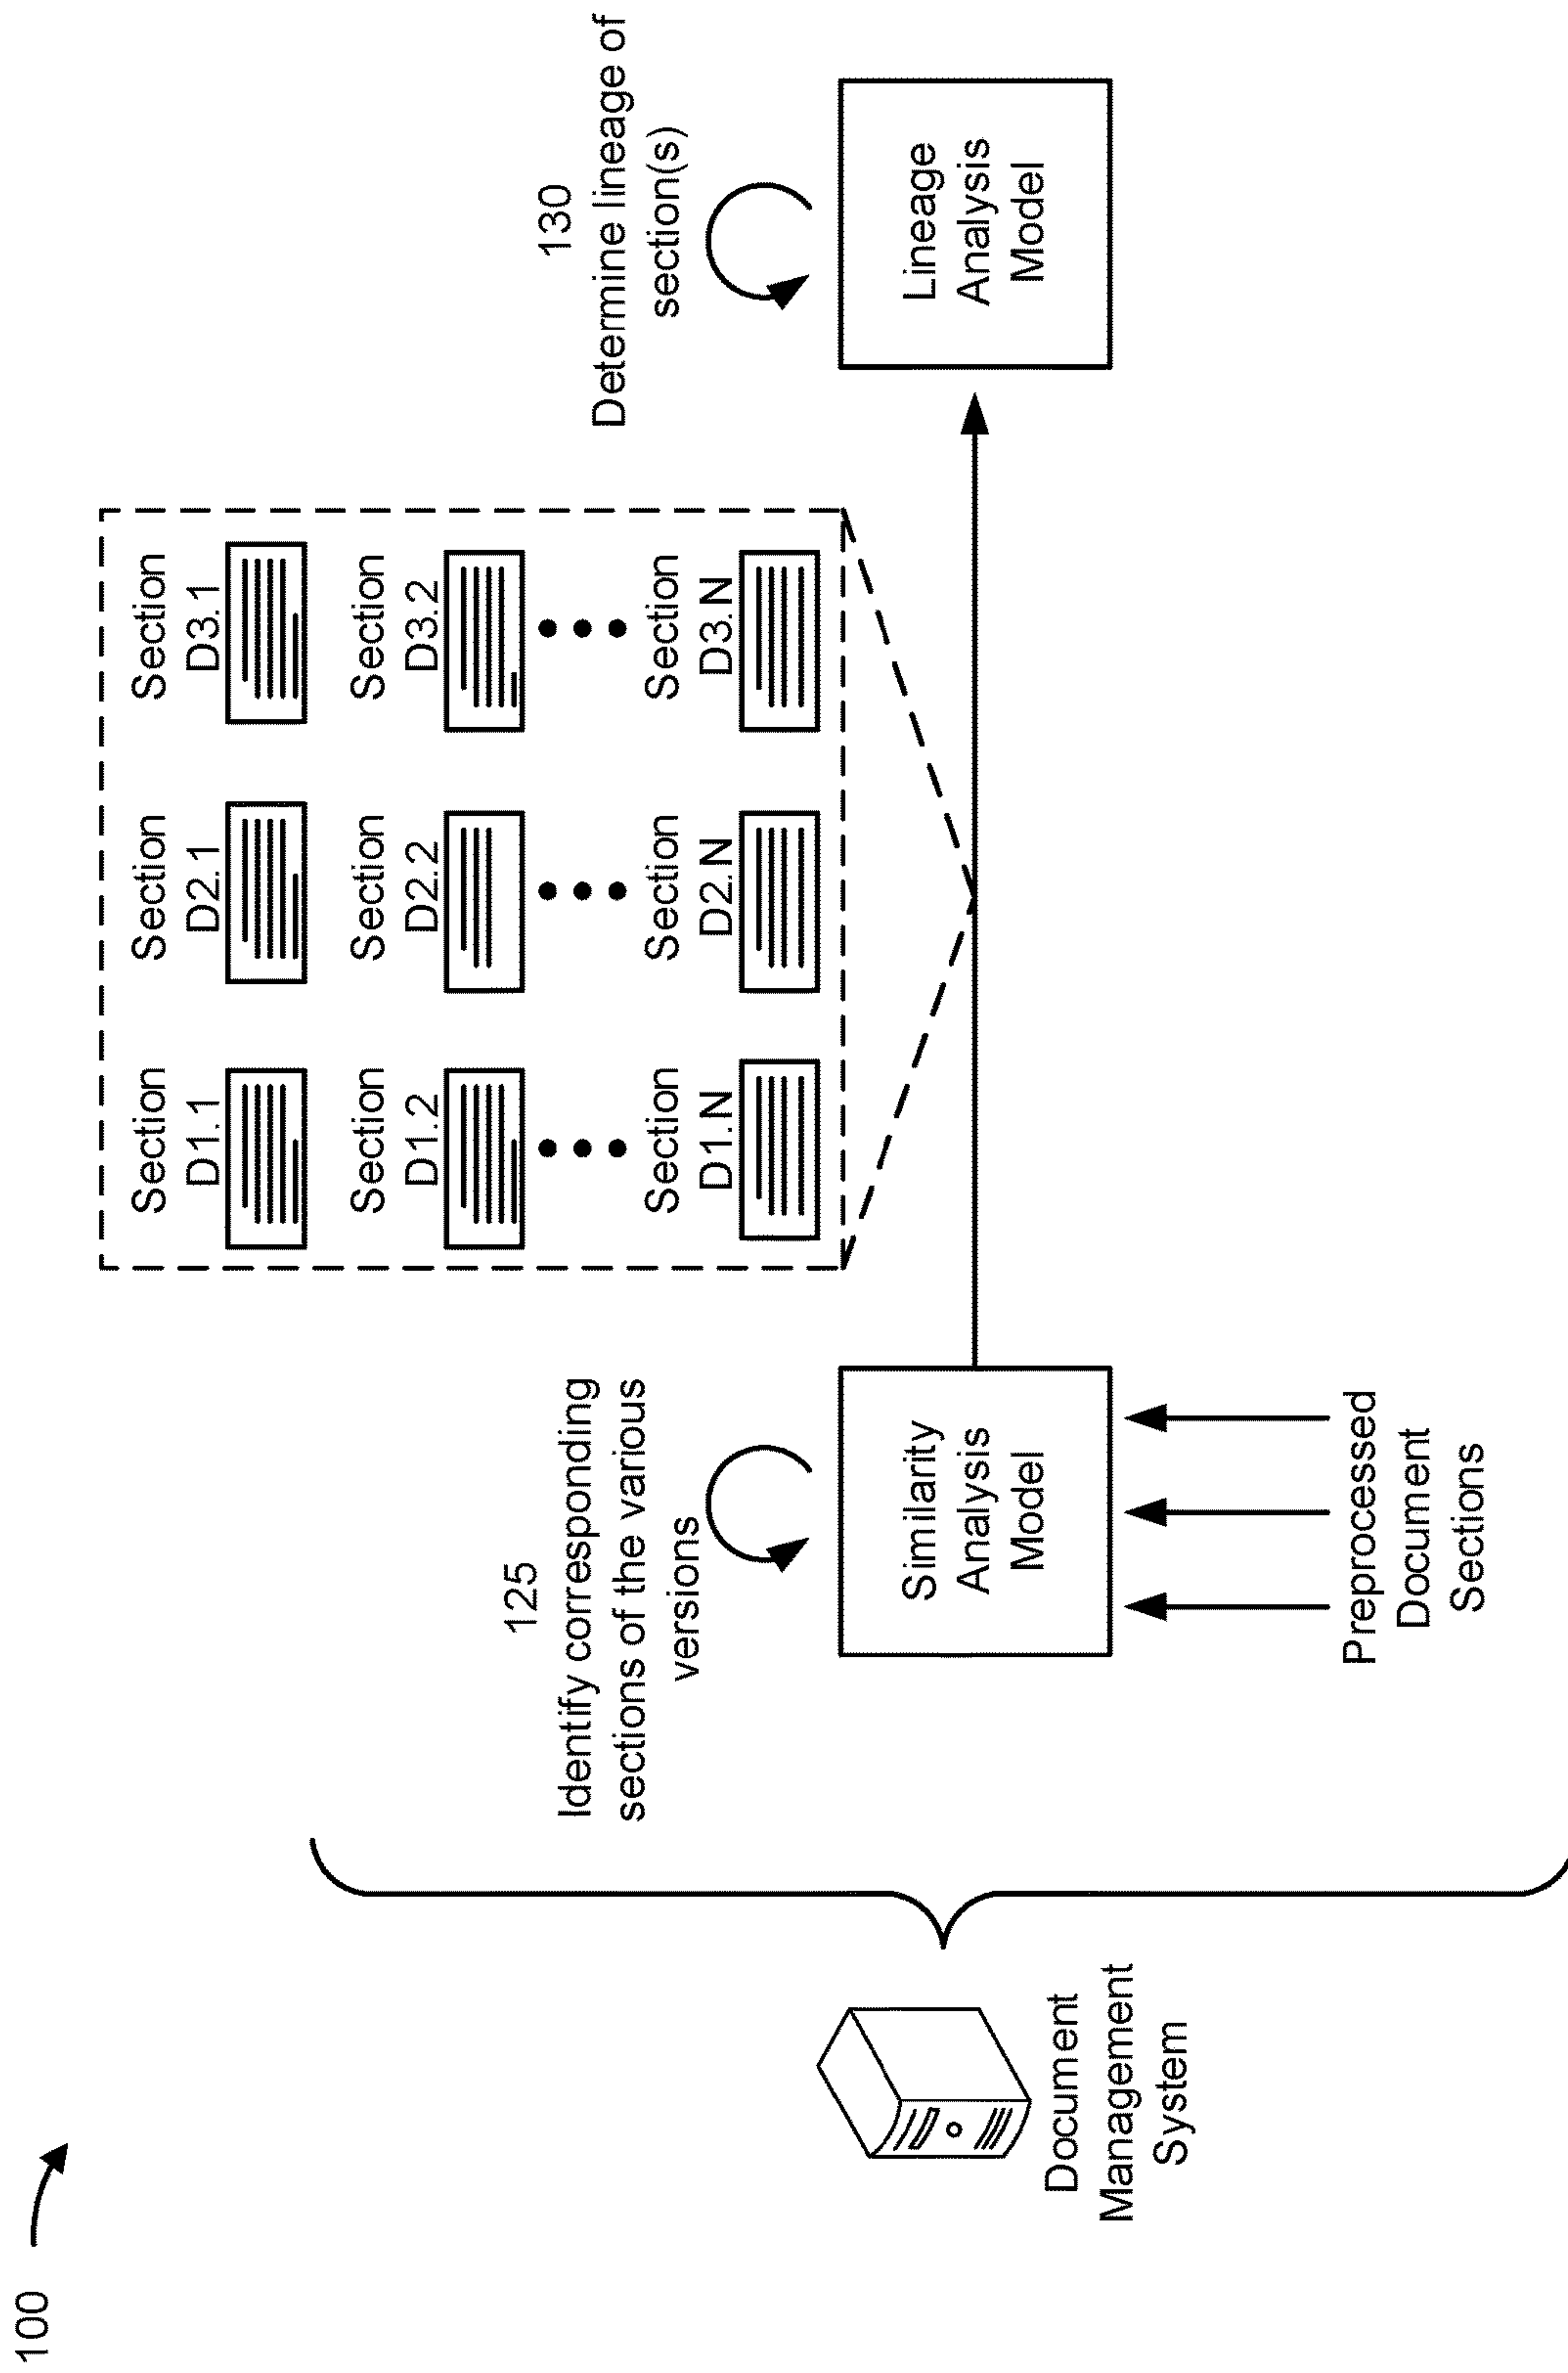 100
Document
Management
System
125
Identify corresponding
sections of the various
versions
Similarity
Analysis
Model
Preprocessed
Document
Sections
Section
D1.1
Section
D2.1
Section
D3.1
Section
D1.2
Section
D2.2
Section
D3.2
Section
D1.N
Section
D2.N
Section
D3.N
130
Determine lineage of
section(s)
Lineage
Analysis
Model